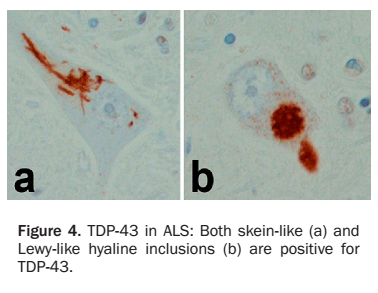 a
b
Figure 4. TDP-43 in ALS: Both skein-like (a) and
Lewy-like hyaline inclusions (b) are positive for
TDP-43.